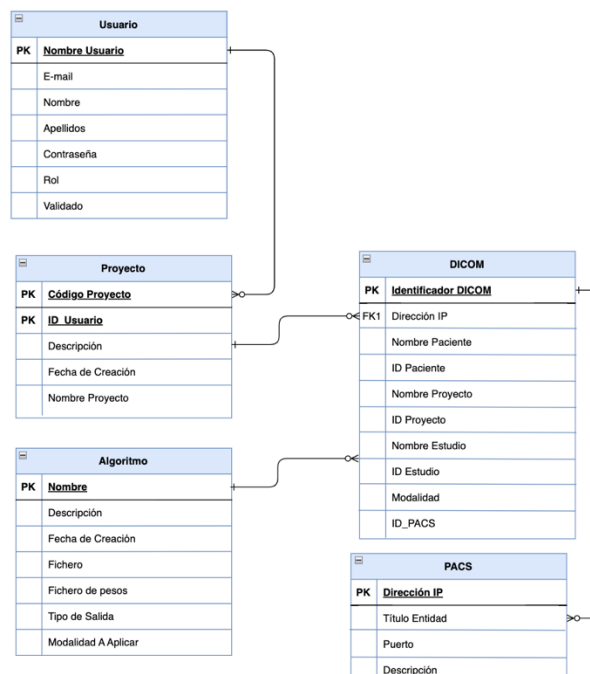 Usuario
PK Nombre Usuario
E-mail
Nombre
Apellidos
Contraseña
Rol
Validado
Proyecto
PK Código Proyecto
PK ID_Usuario
Descripción
Fecha de Creación
Nombre Proyecto
Algoritmo
PK Nombre
Descripción
Fecha de Creación
Fichero
Fichero de pesos
Tipo de Salida
Modalidad A Aplicar
DICOM
PK Identificador DICOM
FK1 Dirección IP
Nombre Paciente
ID Paciente
Nombre Proyecto
ID Proyecto
Nombre Estudio
ID Estudio
Modalidad
ID_PACS
PACS
PK Dirección IP
Título Entidad
Puerto
Descripción